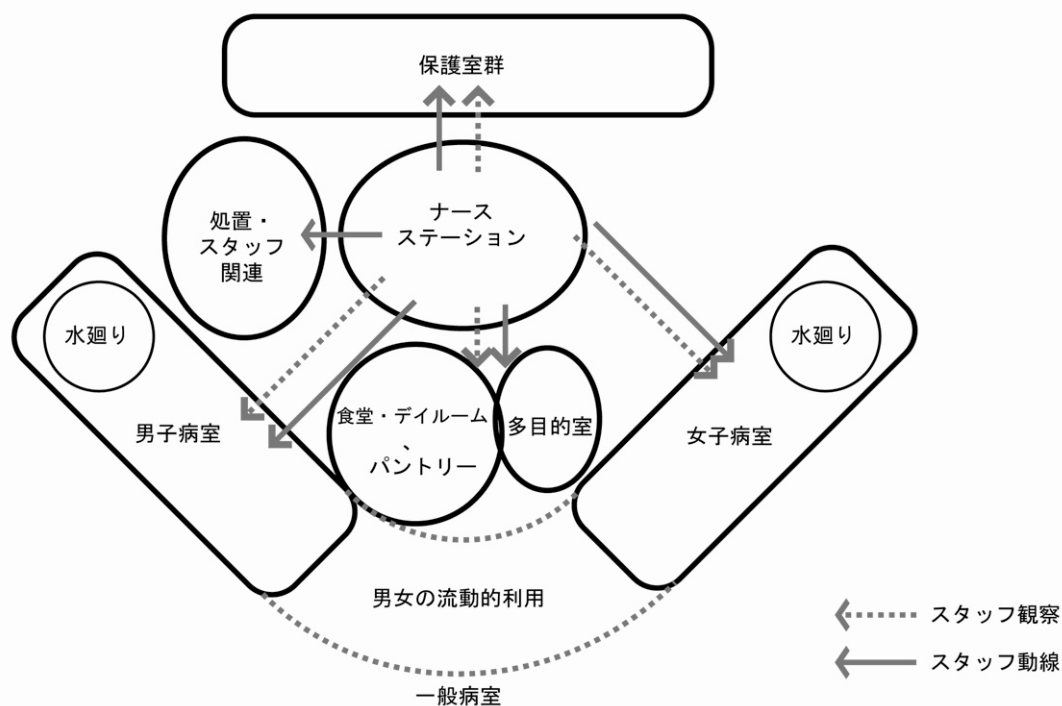 保護室群
ナース
ステーション
処置・
スタッフ
関連
水廻り
水廻り
男子病室
食堂・デイルーム
、
パントリー
多目的室
女子病室
男女の流動的利用
スタッフ観察
スタッフ動線
一般病室